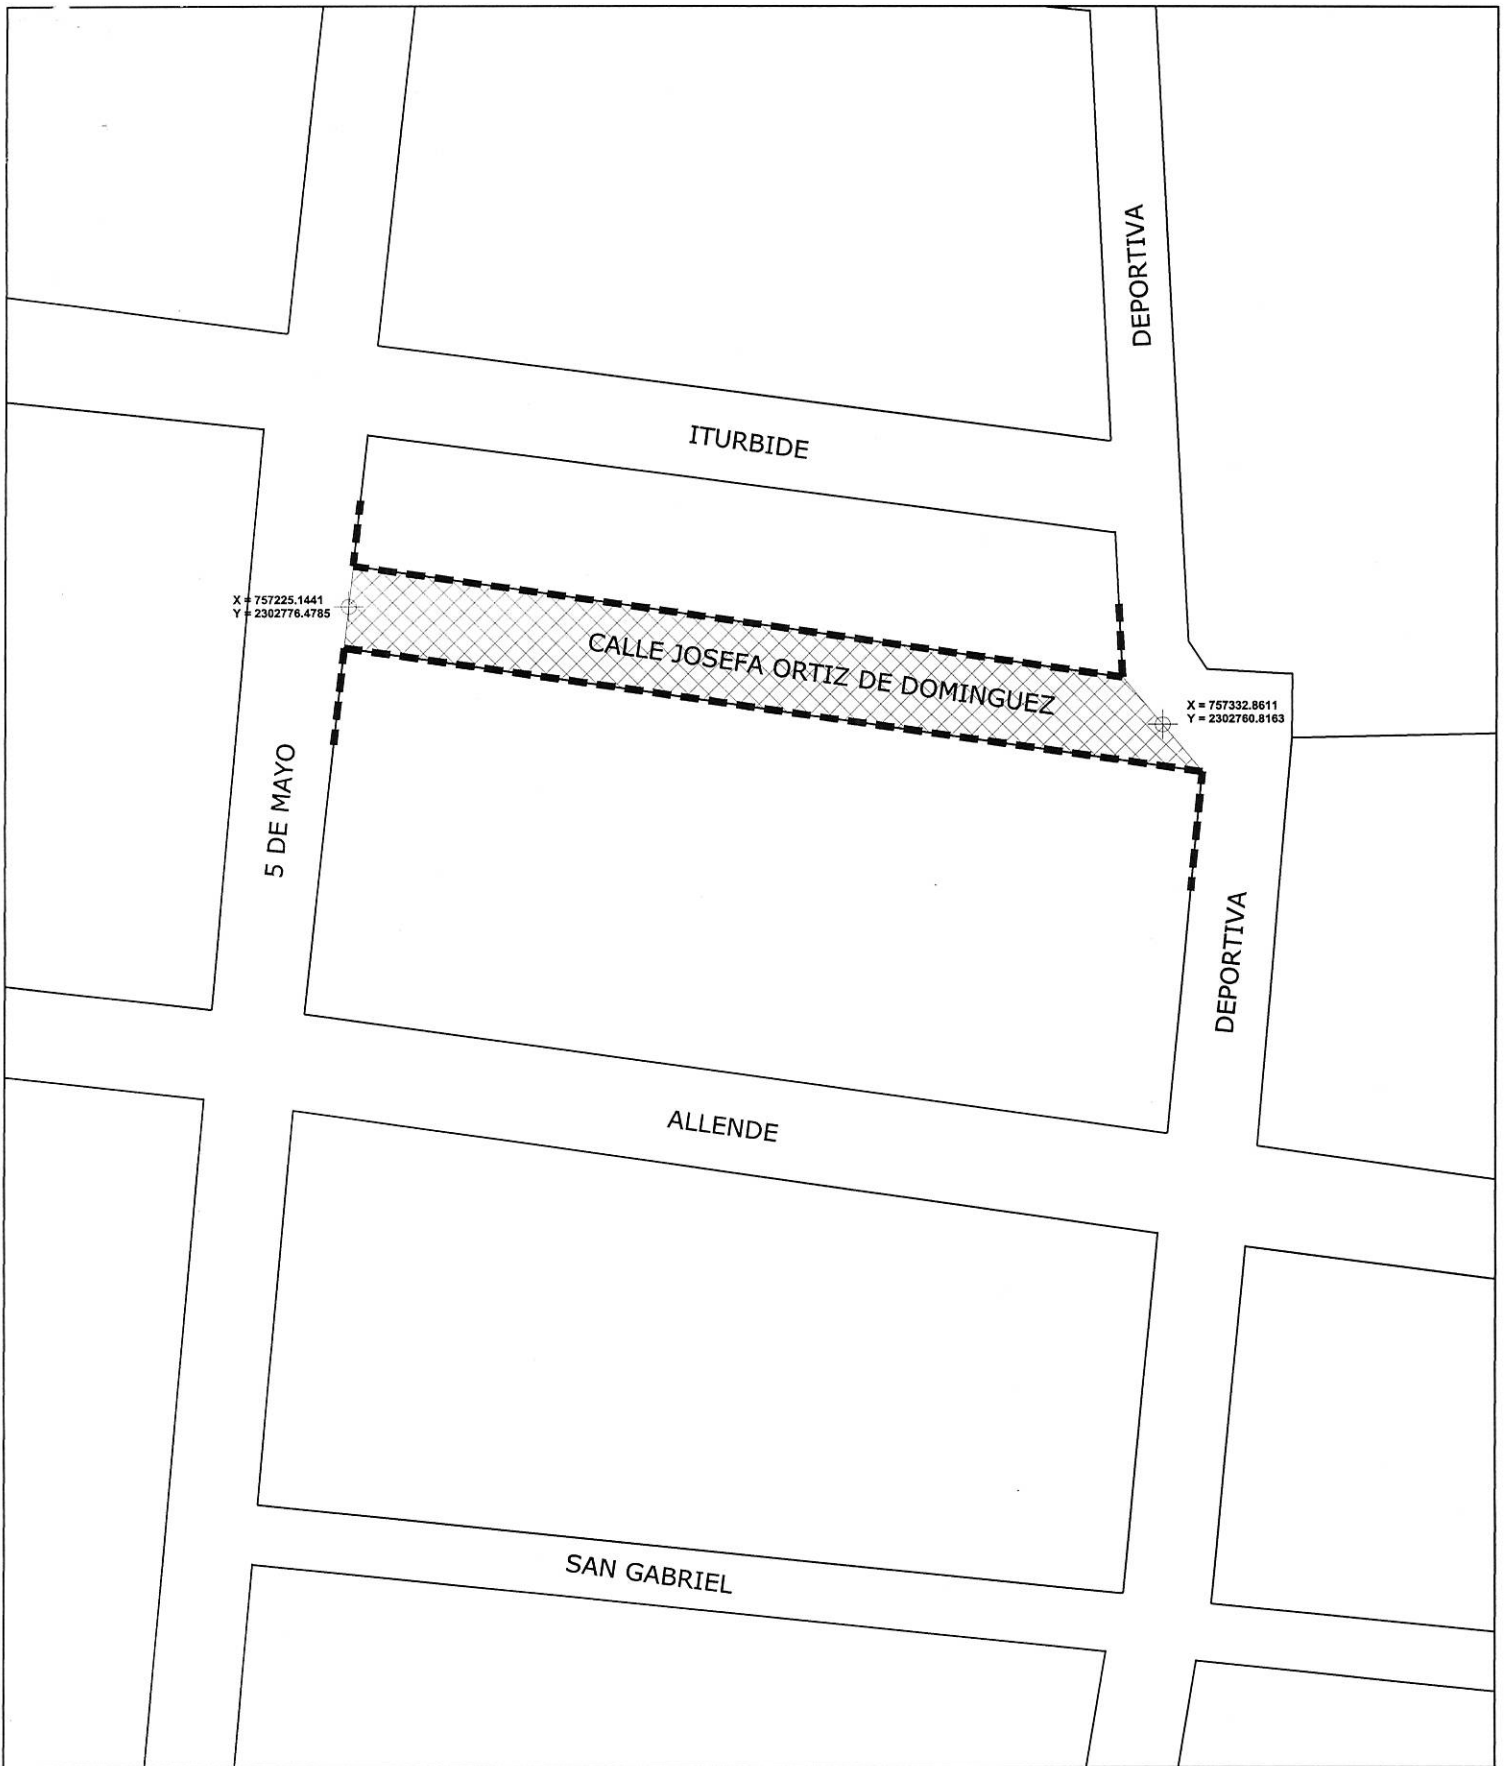 DEPORTIVA
ITURBIDE
X = 757225.1441
Y = 2302776.4785
CALLE JOSEFA ORTIZ DE DOMINGUEZ
X = 757332.8611
Y = 2302760.8163
5 DE MAYO
DEPORTIVA
ALLENDE
SAN GABRIEL